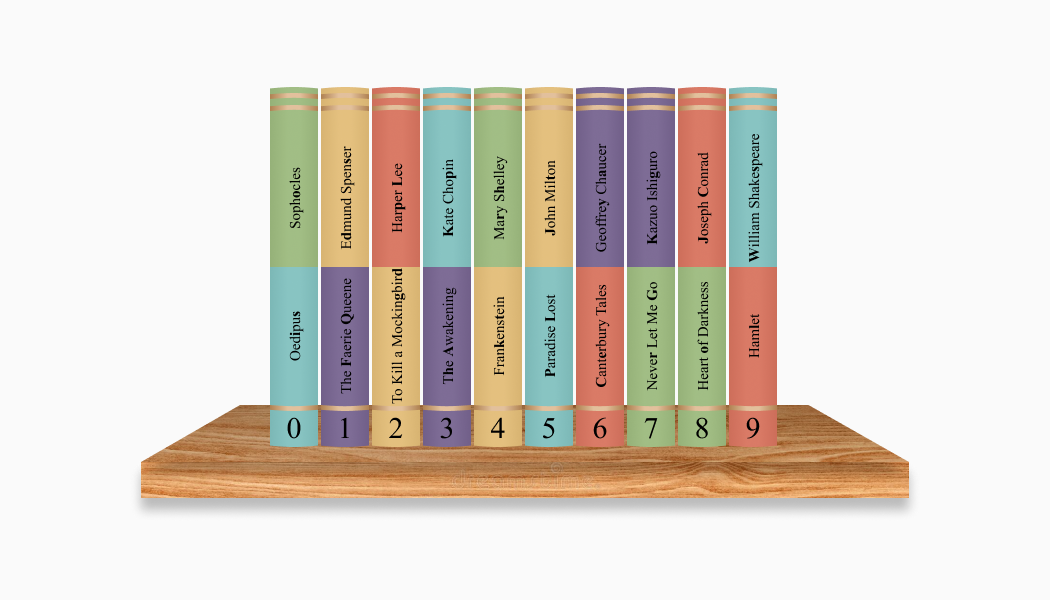 Sophocles
Oedipus
0
Edmund Spenser
The Faerie Queene
1
Harper Lee
To Kill a Mockingbird
2
Kate Chopin
The Awakening
3
Mary Shelley
Frankenstein
4
John Milton
Paradise Lost
5
Geoffrey Chaucer
Canterbury Tales
6
Kazuo Ishiguro
Never Let Me Go
7
Joseph Conrad
Heart of Darkness
8
William Shakespeare
Hamlet
9